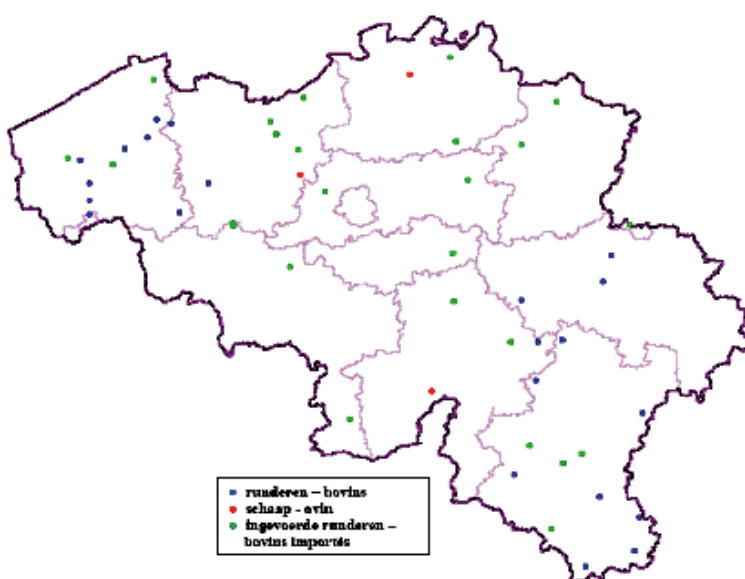 runderen – bovins
schaap - ovin
ingevoerde runderen –
bovins importés